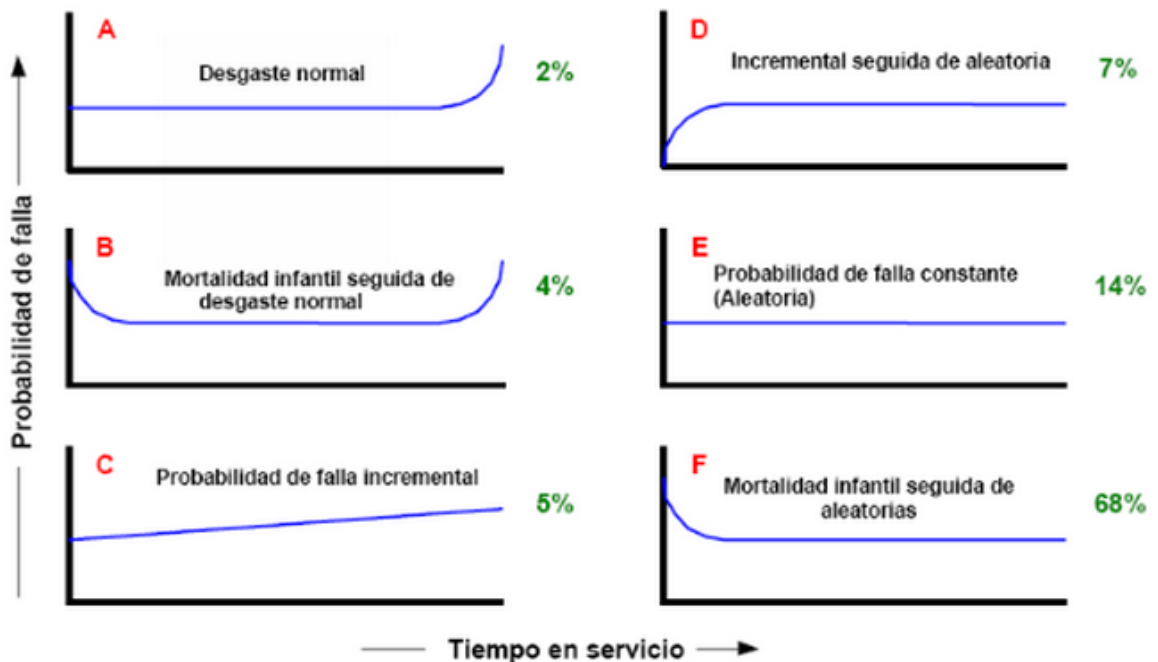 A
Desgaste normal
2%
D
Incremental seguida de aleatoria
7%
Probabilidad de falla
B
Mortalidad infantil seguida de
desgaste normal
4%
E
Probabilidad de falla constante
(Aleatoria)
14%
C
Probabilidad de falla incremental
5%
F
Mortalidad infantil seguida de
aleatorias
68%
Tiempo en servicio